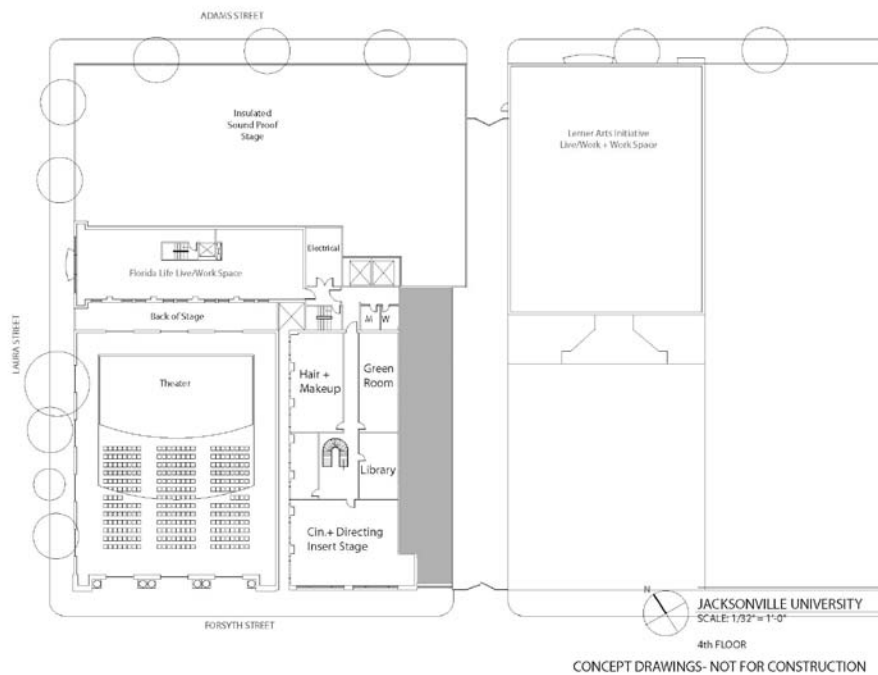 ADAMS STREET
Insulated
Sound Proof
Stage
Lerner Arts Initiative
Live/Work + Work Space
Electrical
Florida Life Live/Work Space
Back of Stage
M W
LAURA STREET
Theater
Hair +
Makeup
Green
Room
Library
Cin.+ Directing
Insert Stage
FORSYTH STREET
N
JACKSONVILLE UNIVERSITY
SCALE: 1/32" = 1'-0"
4th FLOOR
CONCEPT DRAWINGS- NOT FOR CONSTRUCTION